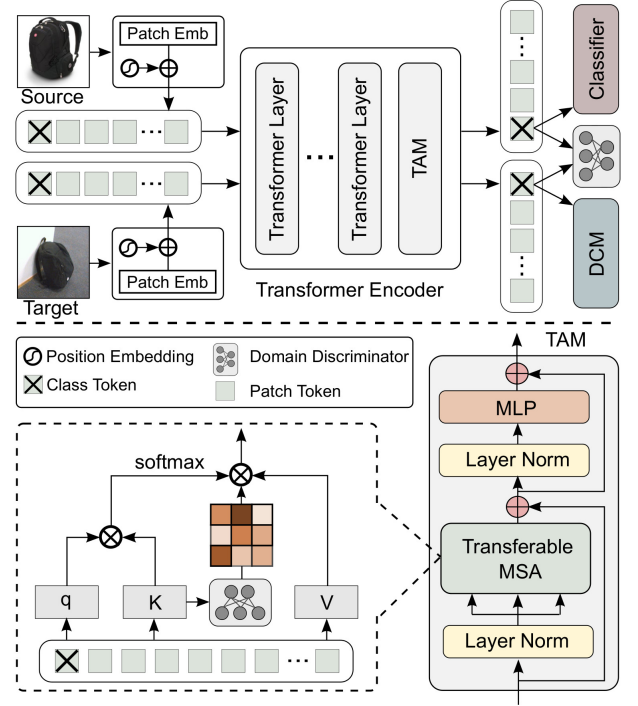 Patch Emb
Source
Patch Emb
Target
Transformer Layer
Transformer Layer
TAM
Transformer Encoder
Classifier
DCM
Position Embedding
Domain Discriminator
Class Token
Patch Token
TAM
MLP
Layer Norm
Transferable
MSA
Layer Norm
softmax
q
K
V